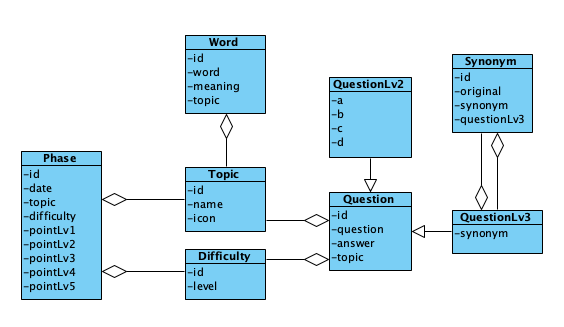 Word
-id
-word
-meaning
-topic
Synonym
-id
-original
-synonym
-questionLv3
QuestionLv2
-a
-b
-c
-d
Phase
-id
-date
-topic
-difficulty
-pointLv1
-pointLv2
-pointLv3
-pointLv4
-pointLv5
Topic
-id
-name
-icon
Question
-id
-question
-answer
-topic
QuestionLv3
-synonym
Difficulty
-id
-level